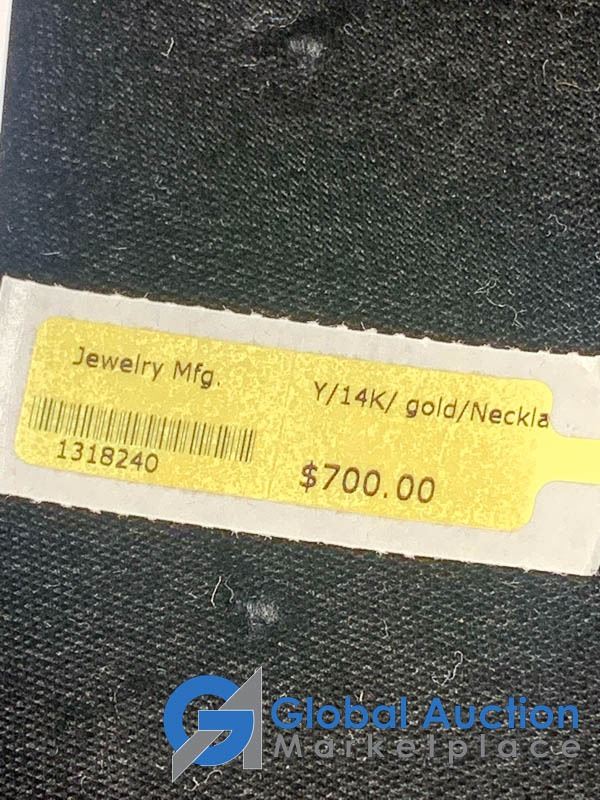 Jewelry Mfg.
1318240
Y/14K/ gold/Neckla
$700.00
Global Auction
Marketplace